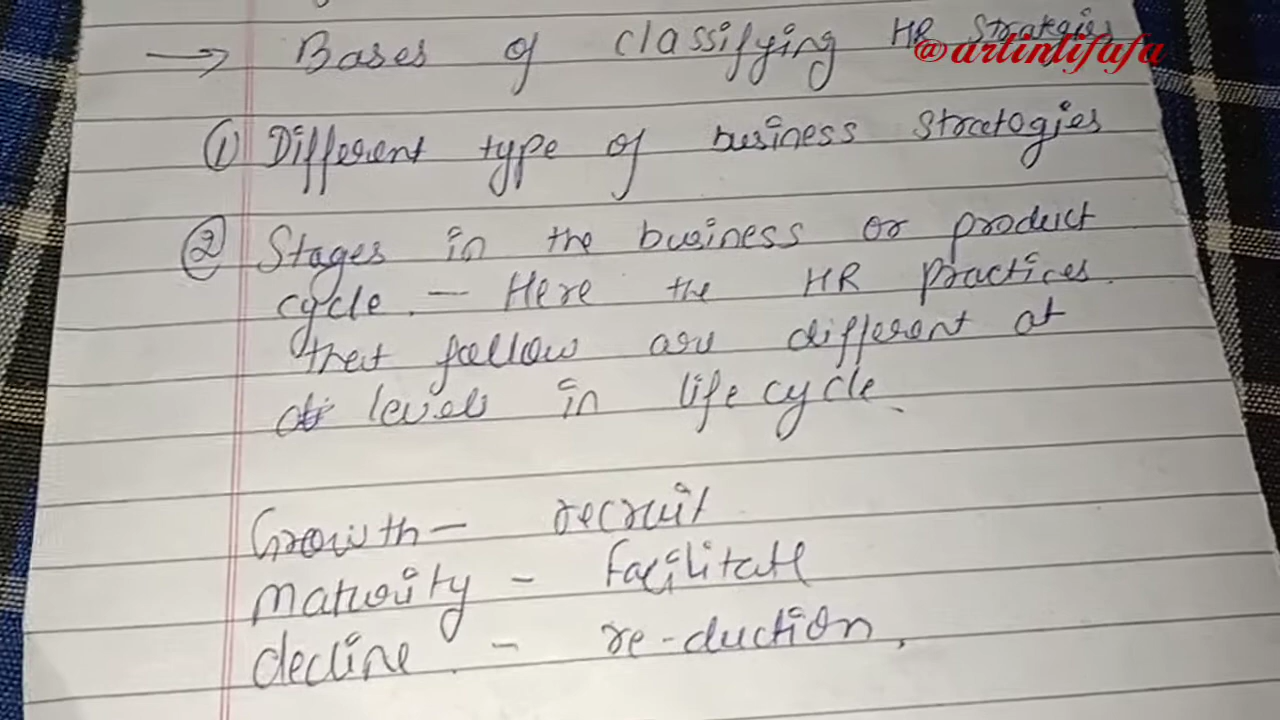 → Bases of classifying HR Strategies
@artinlifafa
① Different type of business stratogies
② Stages in the business or product
cycle. - Here the HR practices
that follow are different at
at levels in life cycle.
Growth - recruit
maturity - facilitate
decline - re-duction.